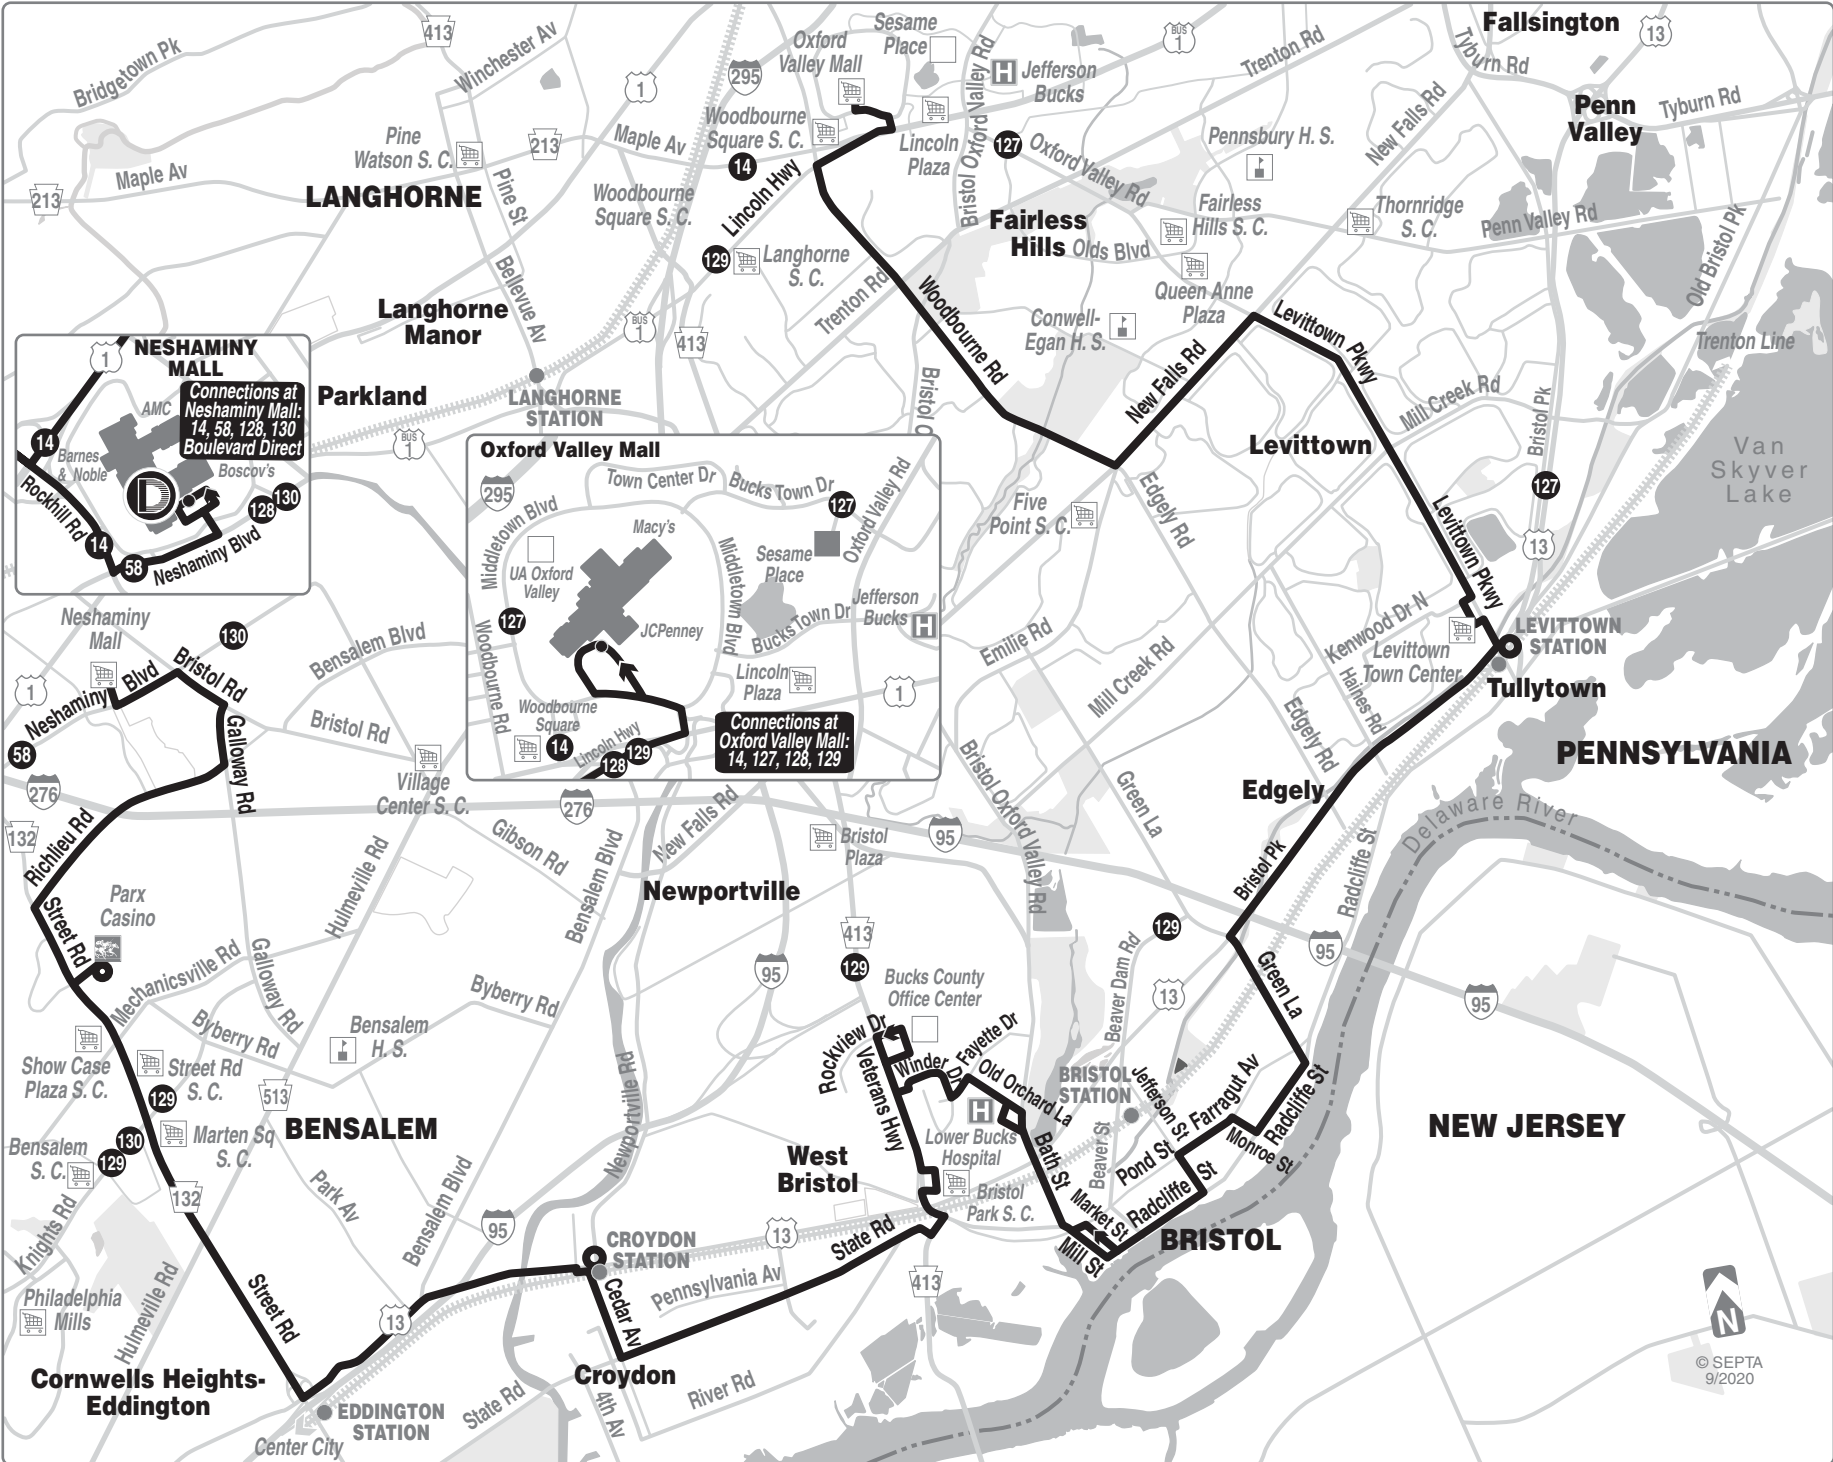 413
Bridgetown Pk
Winchester Av
1
295
Oxford
Valley Mall
Sesame
Place
Bristol Oxford Valley Rd
H
Jefferson
Bucks
BUS
1
Trenton Rd
Fallsington
13
Tyburn Rd
Penn
Valley
Tyburn Rd
New Falls Rd
Pine
Watson S. C.
213
Maple Av
Woodbourne
Square S. C.
14
Lincoln
Plaza
127
Oxford Valley Rd
Pennsbury H. S.
Maple Av
213
LANGHORNE
Pine St
Woodbourne
Square S. C.
Lincoln Hwy
Fairless
Hills
Fairless
Hills S. C.
Thornridge
S. C.
Penn Valley Rd
Old Bristol Pk
129
Langhorne
S. C.
Olds Blvd
Queen Anne
Plaza
Bellevue Av
Langhorne
Manor
BUS
1
413
Trenton Rd
Woodbourne Rd
Conwell-
Egan H. S.
Levittown Pkwy
Trenton Line
New Falls Rd
Mill Creek Rd
Bristol Pk
NESHAMINY
MALL
1
Connections at
Neshaminy Mall:
14, 58, 128, 130
Boulevard Direct
AMC
14
Barnes
& Noble
Boscov's
D
Rockhill Rd
128
130
14
58
Neshaminy Blvd
Parkland
LANGHORNE
STATION
BUS
1
Bristol O
Levittown
Van
Skyver
Lake
127
13
Levittown Pkwy
Five
Point S. C.
Edgely Rd
Oxford Valley Mall
295
Town Center Dr
Bucks Town Dr
127
Oxford Valley Rd
Middletown Blvd
Macy's
UA Oxford
Valley
Middletown Blvd
Sesame
Place
127
JCPenney
Bucks Town Dr
Jefferson
Bucks
H
Woodbourne Rd
Lincoln
Plaza
1
Woodbourne
Square
14
Lincoln Hwy
128
129
Connections at
Oxford Valley Mall:
14, 127, 128, 129
Neshaminy
Mall
130
Bensalem Blvd
1
Neshaminy Blvd
Bristol Rd
Bristol Rd
58
Galloway Rd
276
Village
Center S. C.
276
Emilie Rd
Mill Creek Rd
Kenwood Dr N
Levittown
Town Center
LEVITTOWN
STATION
Haines Rd
Tullytown
Edgely Rd
PENNSYLVANIA
Bristol Oxford Valley Rd
Green La
Edgely
Delaware River
132
Richlieu Rd
Hulmeville Rd
Gibson Rd
Bensalem Blvd
New Falls Rd
Bristol
Plaza
95
Bristol Pk
Radcliffe St
Newportville
Parx
Casino
Street Rd
413
129
129
95
Mechanicsville Rd
Galloway Rd
95
Bucks County
Office Center
Beaver Dam Rd
13
Green La
95
Byberry Rd
Byberry Rd
Bensalem
H. S.
Show Case
Plaza S. C.
Street Rd
S. C.
129
513
Newportville Rd
Rockview Dr
Veterans Hwy
Winder Dr
Fayette Dr
Old Orchard La
BRISTOL
STATION
Jefferson St
Farragut Av
Radcliffe St
H
Lower Bucks
Hospital
BENSALEM
Marten Sq
S. C.
Bensalem
S. C.
130
129
NEW JERSEY
West
Bristol
Bath St
Beaver St
Pond St
Monroe St
132
Park Av
Bensalem Blvd
Bristol
Park S. C.
Market St
Radcliffe St
BRISTOL
Mill St
Knights Rd
95
CROYDON
STATION
13
State Rd
Pennsylvania Av
413
Philadelphia
Mills
Hulmeville Rd
Street Rd
13
Cedar Av
N
Cornwells Heights-
Eddington
Croydon
© SEPTA
9/2020
EDDINGTON
STATION
Center City
State Rd
4th Av
River Rd